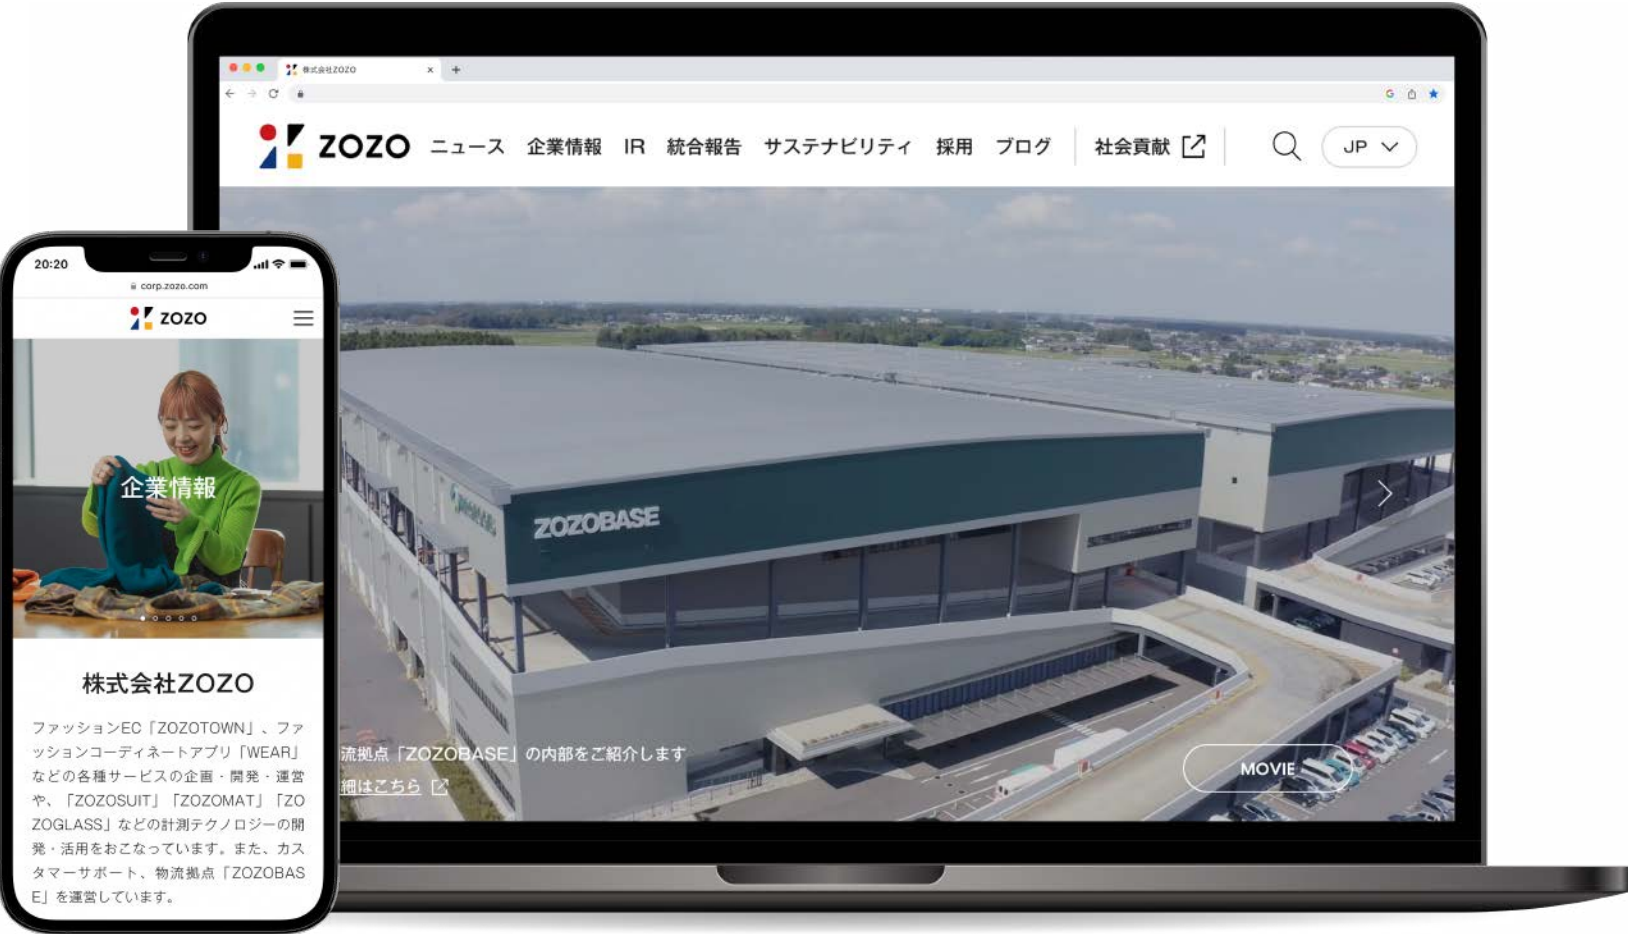 株式会社ZOZO
ZOZO ニュース 企業情報 IR 統合報告 サステナビリティ 採用 ブログ 社会貢献 JP
ZOZOBASE
流拠点「ZOZOBASE」の内部をご紹介します
細はこちら
MOVIE
20:20
corp.zozo.com
ZOZO
企業情報
株式会社ZOZO
ファッションEC「ZOZOTOWN」、ファ
ッションコーディネートアプリ「WEAR」
などの各種サービスの企画・開発・運営
や、「ZOZOSUIT」「ZOZOMAT」「ZO
ZOGLASS」などの計測テクノロジーの開
発・活用をおこなっています。また、カス
タマーサポート、物流拠点「ZOZOBAS
E」を運営しています。